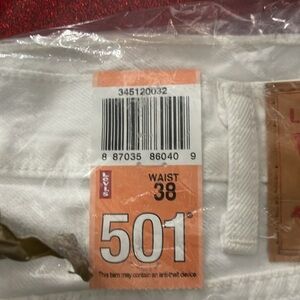 345120032
8 87035 86040 9
LEVI'S
WAIST
38
501®
This item may contain an anti-theft device